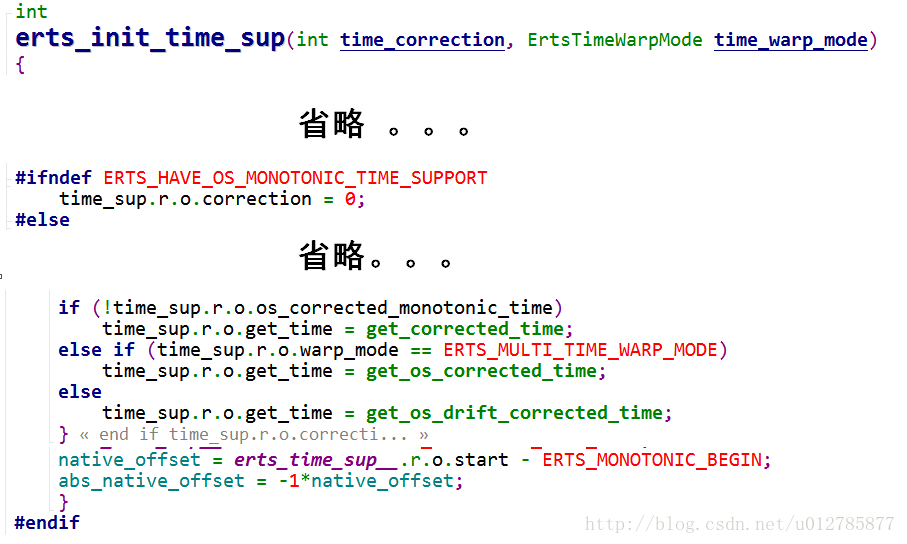 int
erts_init_time_sup(int time_correction, ErtsTimeWarpMode time_warp_mode)
{
省略 。。。
#ifndef ERTS_HAVE_OS_MONOTONIC_TIME_SUPPORT
time_sup.r.o.correction = 0;
#else
省略。。。
if (!time_sup.r.o.os_corrected_monotonic_time)
time_sup.r.o.get_time = get_corrected_time;
else if (time_sup.r.o.warp_mode == ERTS_MULTI_TIME_WARP_MODE)
time_sup.r.o.get_time = get_os_corrected_time;
else
time_sup.r.o.get_time = get_os_drift_corrected_time;
} « end if time_sup.r.o.correcti... »
native_offset = erts_time_sup__.r.o.start - ERTS_MONOTONIC_BEGIN;
abs_native_offset = -1*native_offset;
}
#endif
http://blog.csdn.net/u012785877